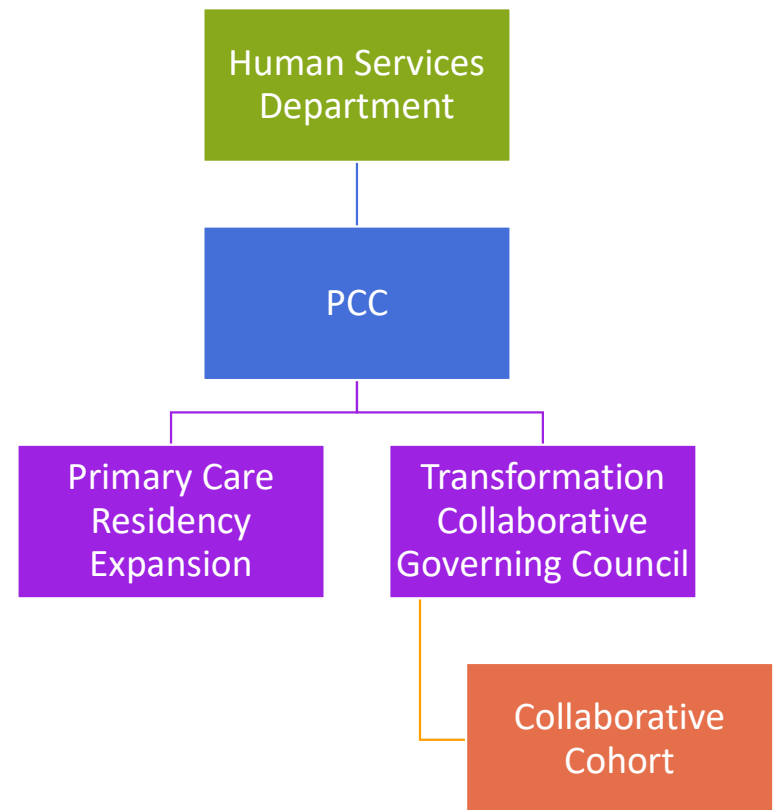 Human Services
Department
PCC
Primary Care
Residency
Expansion
Transformation
Collaborative
Governing Council
Collaborative
Cohort